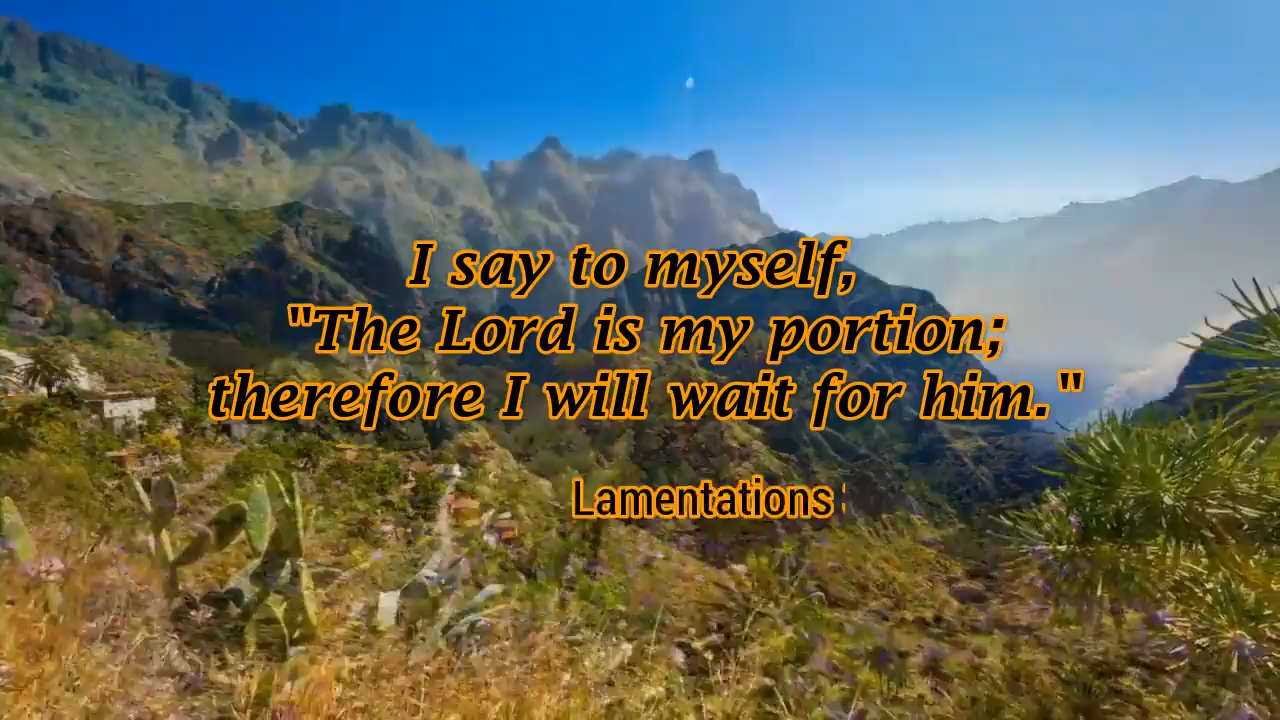 I say to myself,
"The Lord is my portion;
therefore I will wait for him."
Lamentations